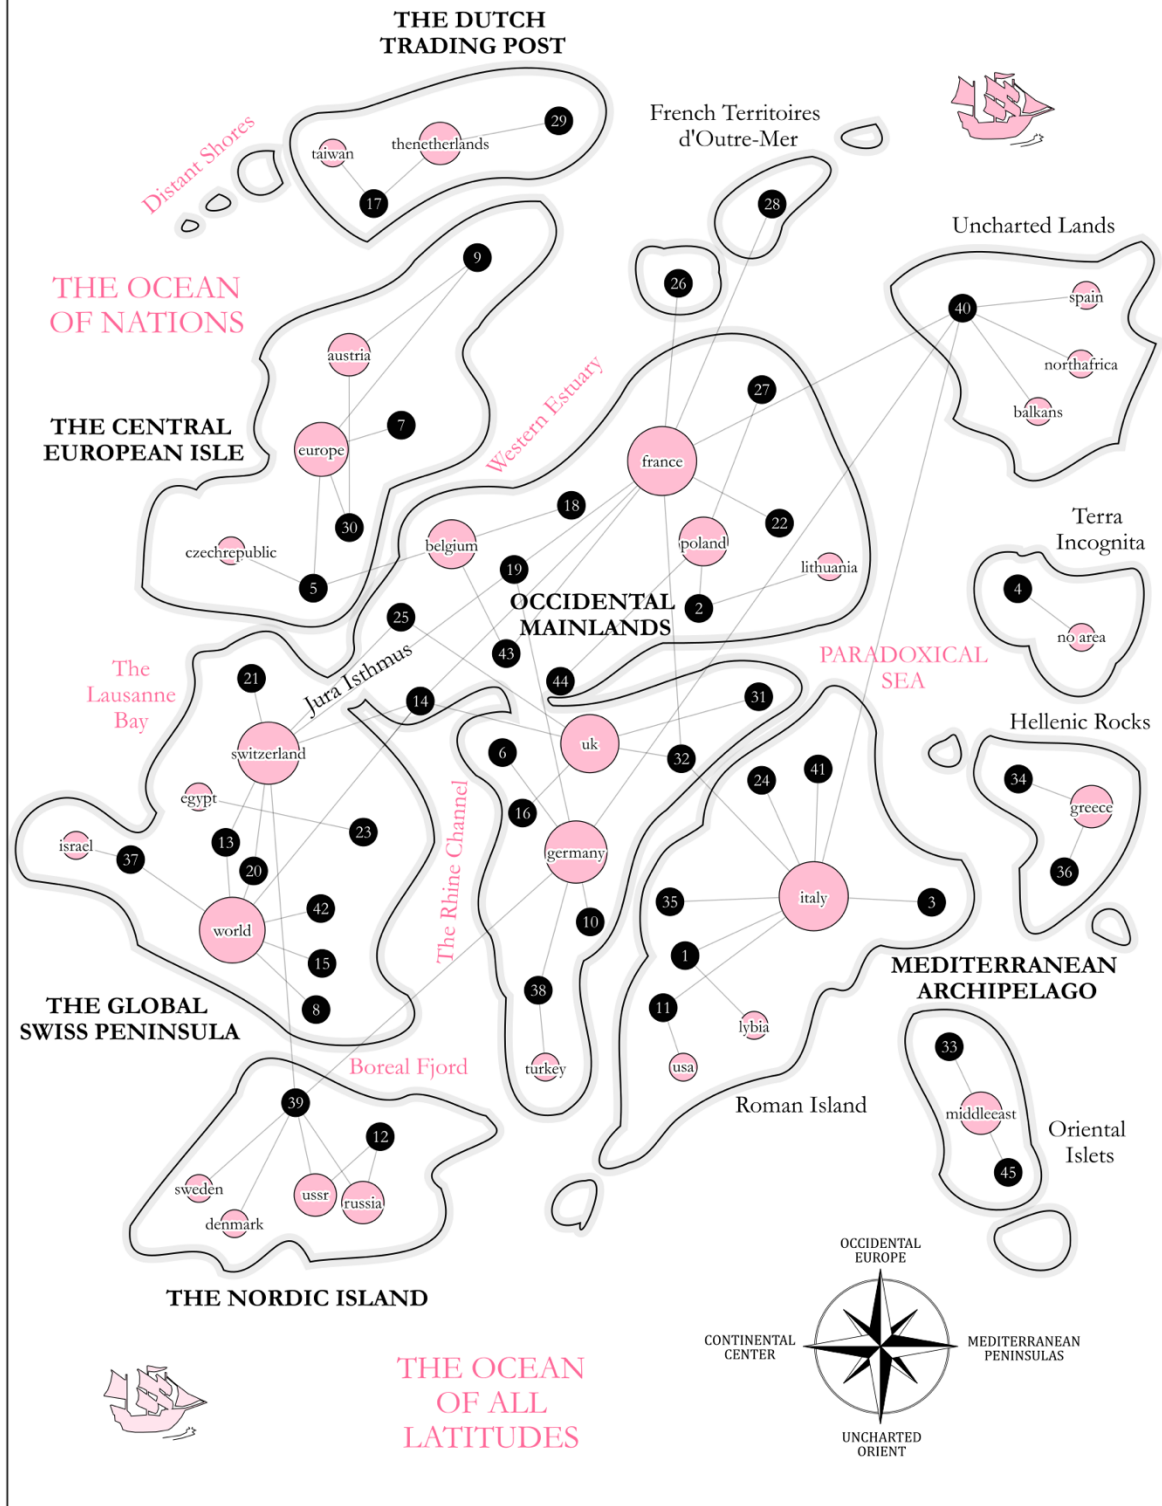 THE DUTCH
TRADING POST
29
thenetherlands
taiwan
17
Distant Shores
French Territoires
d'Outre-Mer
28
26
Uncharted Lands
40
spain
northafrica
balkans
THE OCEAN
OF NATIONS
9
austria
THE CENTRAL
EUROPEAN ISLE
7
europe
30
czechrepublic
5
Western Estuary
27
france
18
22
belgium
poland
19
lithuania
2
OCCIDENTAL
MAINLANDS
25
43
44
Terra
Incognita
4
no area
PARADOXICAL
SEA
The
Lausanne
Bay
Jura Isthmus
21
14
switzerland
egypt
23
israel
37
13
20
42
world
15
8
THE GLOBAL
SWISS PENINSULA
The Rhine Channel
31
6
uk
32
16
germany
10
38
turkey
24
41
35
italy
3
1
11
lybia
usa
Roman Island
Hellenic Rocks
34
greece
36
MEDITERRANEAN
ARCHIPELAGO
33
middleeast
45
Oriental
Islets
Boreal Fjord
39
12
sweden
ussr
russia
denmark
THE NORDIC ISLAND
OCCIDENTAL
EUROPE
CONTINENTAL
CENTER
MEDITERRANEAN
PENINSULAS
UNCHARTED
ORIENT
THE OCEAN
OF ALL
LATITUDES